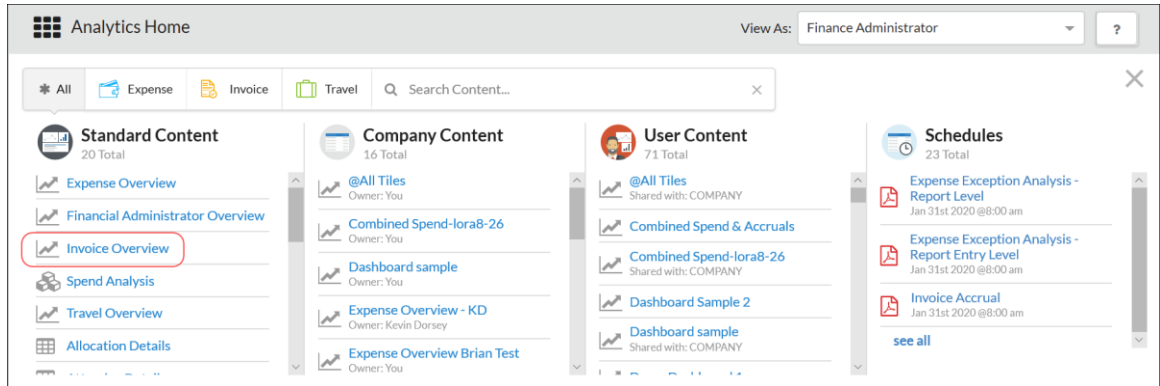 Analytics Home
View As:
Finance Administrator
?
All
Expense
Invoice
Travel
Search Content...
Standard Content
20 Total
Expense Overview
Financial Administrator Overview
Invoice Overview
Spend Analysis
Travel Overview
Allocation Details
Company Content
16 Total
@All Tiles
Owner: You
Combined Spend-lora8-26
Owner: You
Dashboard sample
Owner: You
Expense Overview - KD
Owner: Kevin Dorsey
Expense Overview Brian Test
Owner: You
User Content
71 Total
@All Tiles
Shared with: COMPANY
Combined Spend & Accruals
Combined Spend-lora8-26
Shared with: COMPANY
Dashboard Sample 2
Dashboard sample
Shared with: COMPANY
Schedules
23 Total
Expense Exception Analysis -
Report Level
Jan 31st 2020 @8:00 am
Expense Exception Analysis -
Report Entry Level
Jan 31st 2020 @8:00 am
Invoice Accrual
Jan 31st 2020 @8:00 am
see all